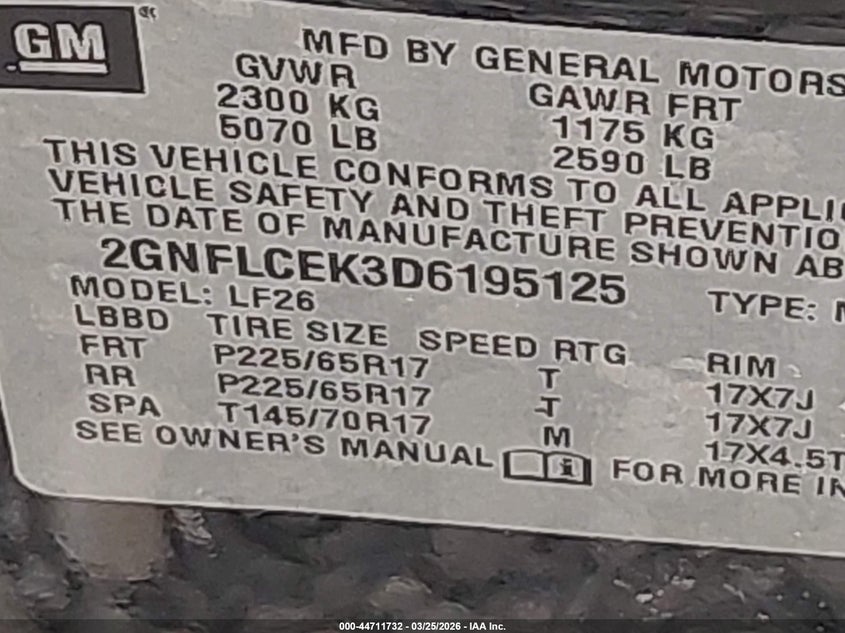 GM
MFD BY GENERAL MOTORS
GVWR GAWR FRT
2300 KG 1175 KG
5070 LB 2590 LB
THIS VEHICLE CONFORMS TO ALL APPLI
VEHICLE SAFETY AND THEFT PREVENTIO
THE DATE OF MANUFACTURE SHOWN AB
2GNFLCEK3D6195125 TYPE:
MODEL: LF26
LBBD TIRE SIZE SPEED RTG RIM
FRT P225/65R17 T 17X7J
RR P225/65R17 T 17X7J
SPA T145/70R17 M 17X4.5T
SEE OWNER'S MANUAL i FOR MORE IN
000-44711732 - 03/25/2026 - IAA Inc.